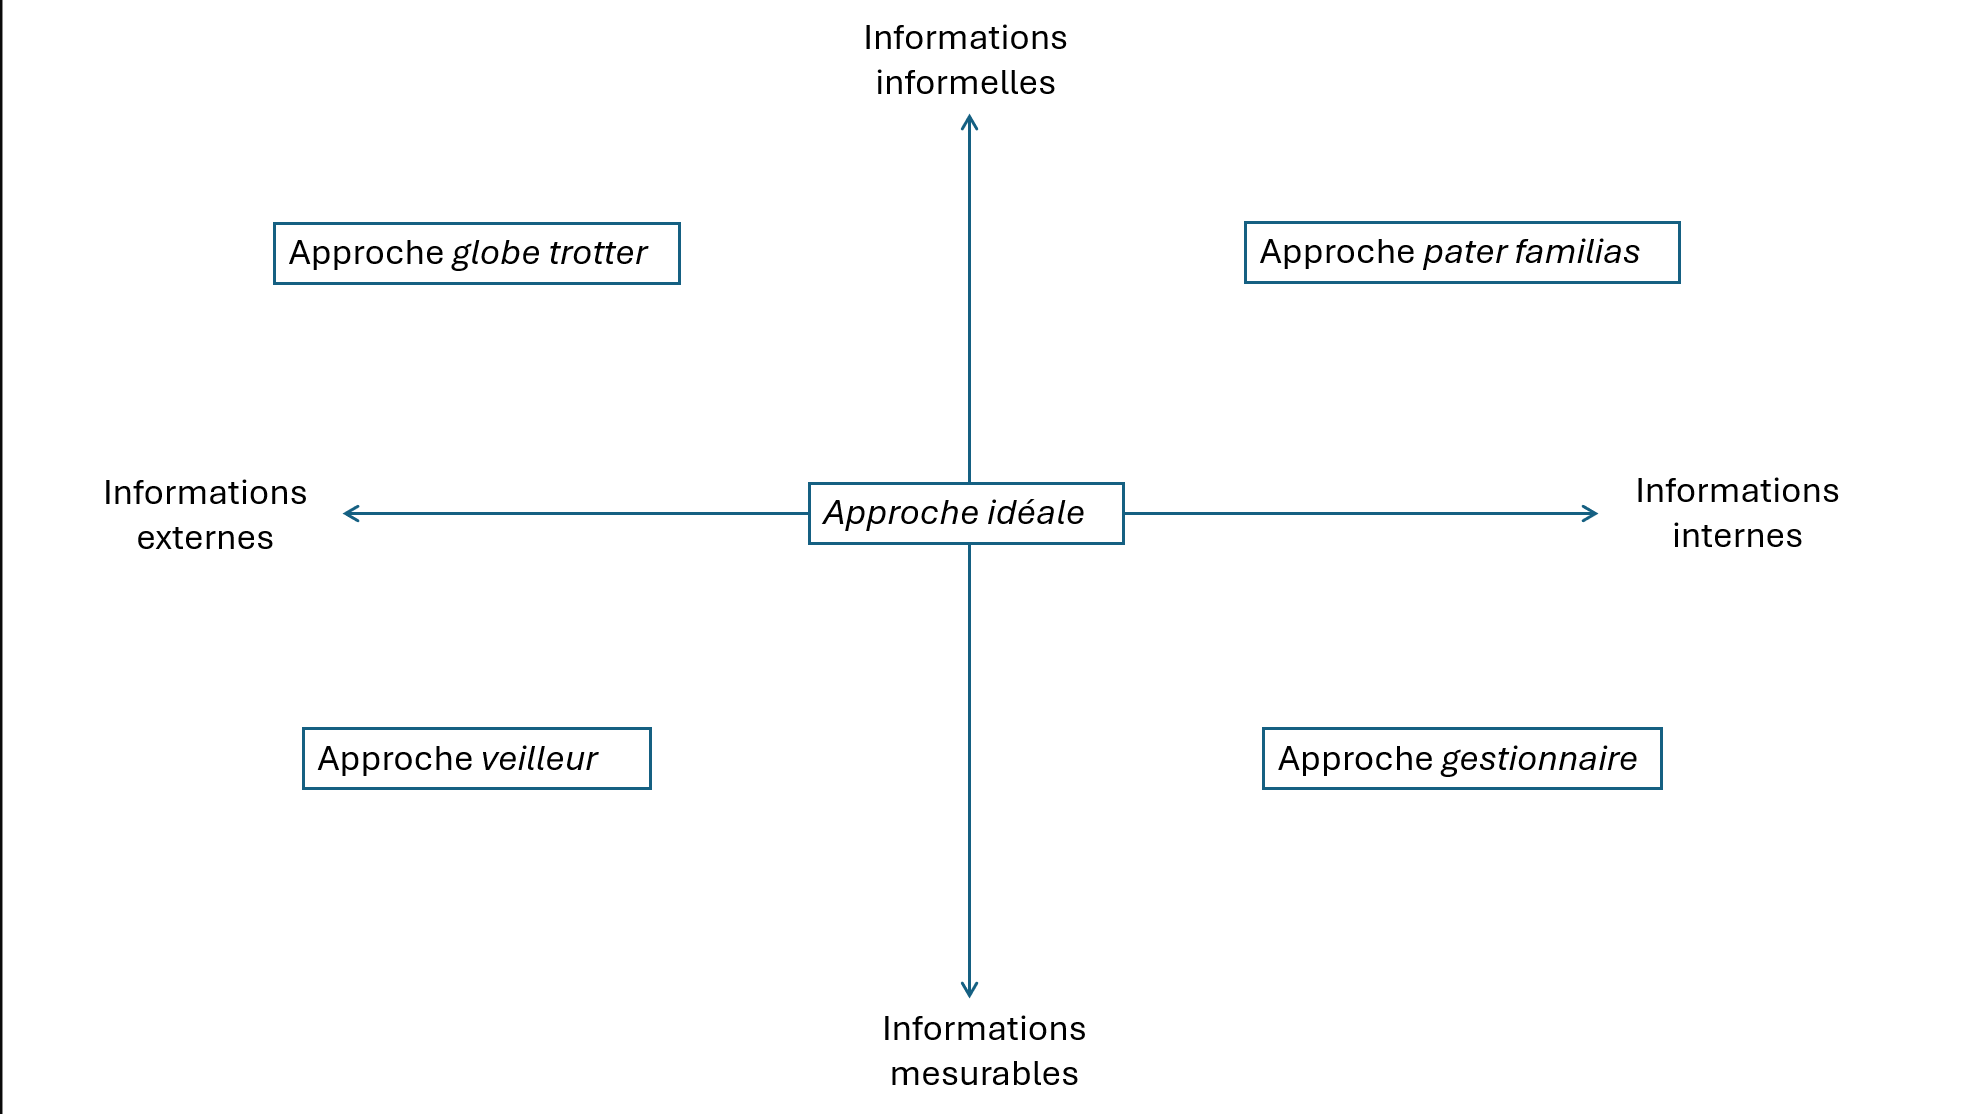 Informations
informelles
Approche globe trotter
Approche pater familias
Informations
externes
Approche idéale
Informations
internes
Approche veilleur
Approche gestionnaire
Informations
mesurables